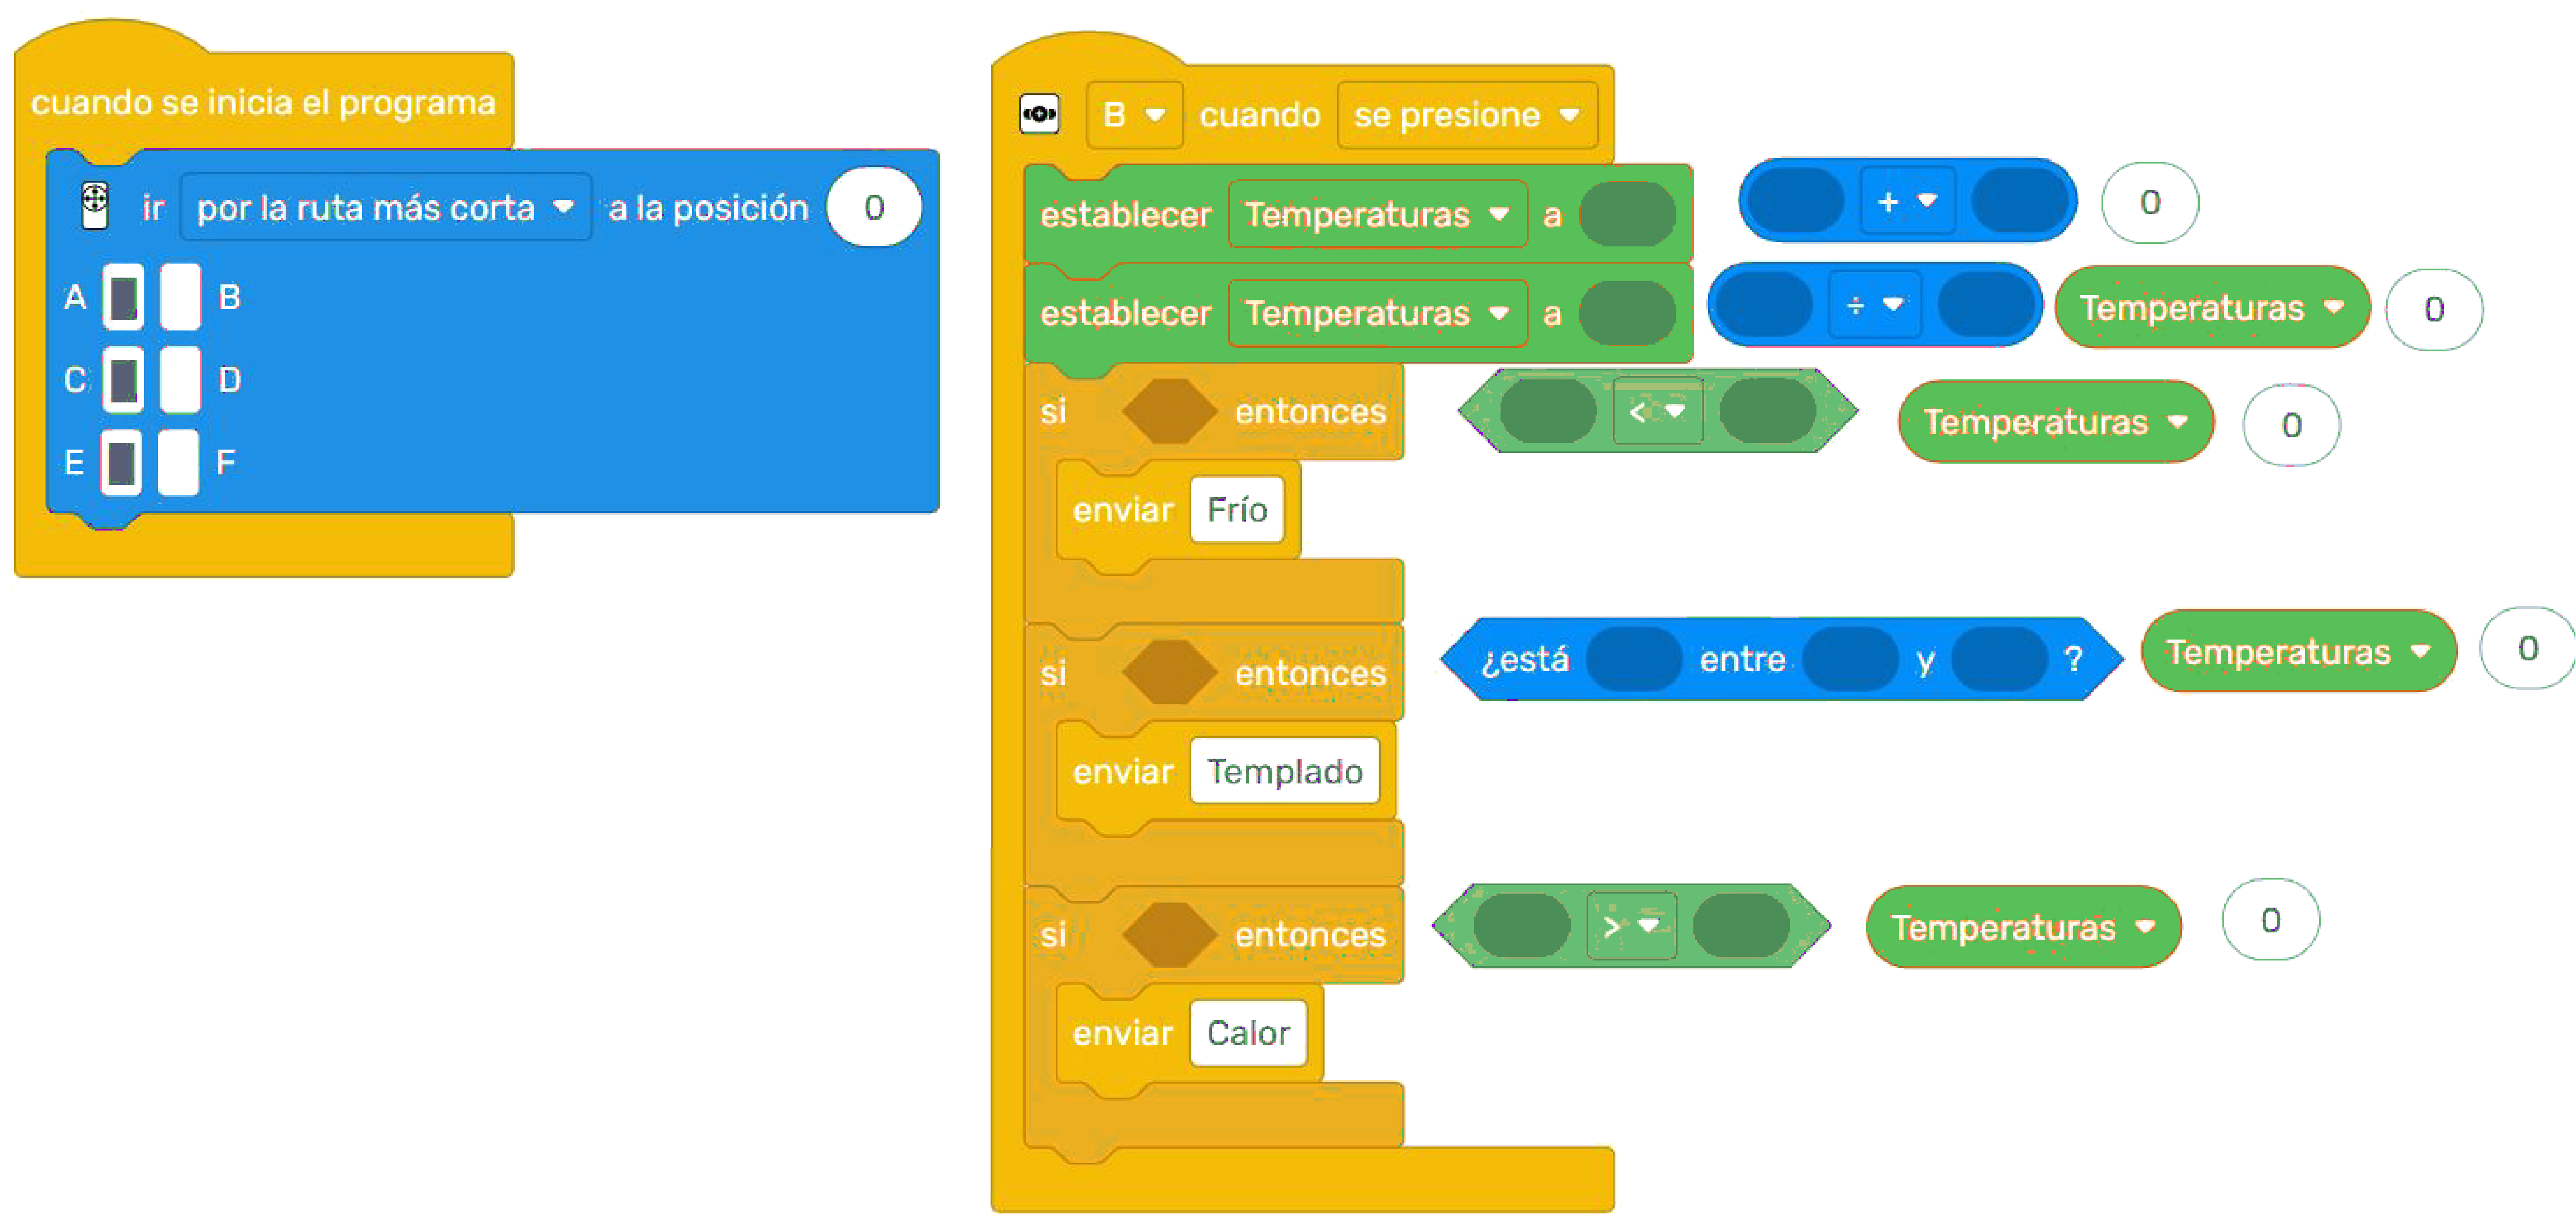 cuando se inicia el programa
ir por la ruta más corta a la posición 0
A B
C D
E F
B cuando se presione
establecer Temperaturas a + 0
establecer Temperaturas a ÷ Temperaturas 0
si entonces < Temperaturas 0
enviar Frío
si entonces ¿está entre y ? Temperaturas 0
enviar Templado
si entonces > Temperaturas 0
enviar Calor